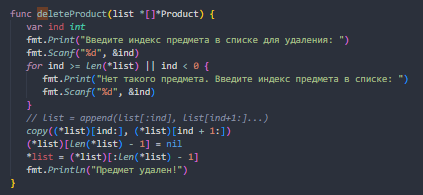 func deleteProduct(list *[]*Product) {
var ind int
fmt.Print("Введите индекс предмета в списке для удаления: ")
fmt.Scanf("%d", &ind)
for ind >= len(*list) || ind < 0 {
fmt.Print("Нет такого предмета. Введите индекс предмета в списке: ")
fmt.Scanf("%d", &ind)
}
// list = append(list[:ind], list[ind+1:]...)
copy((*list)[ind:], (*list)[ind + 1:])
(*list)[len(*list) - 1] = nil
*list = (*list)[:len(*list) - 1]
fmt.Println("Предмет удален!")
}